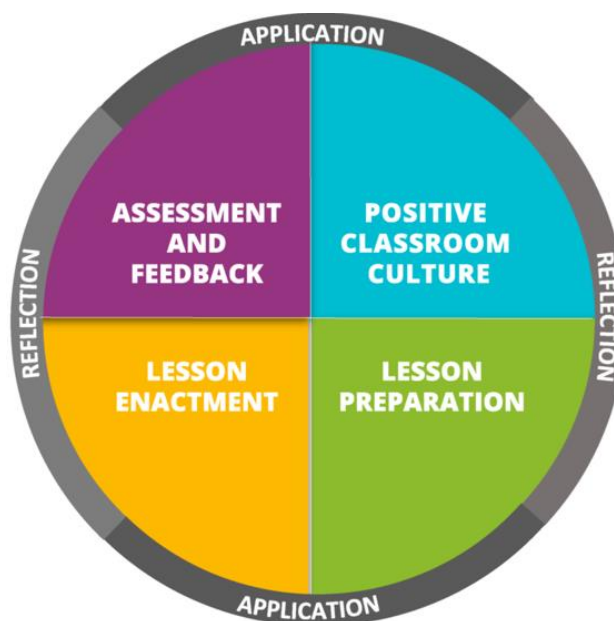 APPLICATION
ASSESSMENT
AND
FEEDBACK
POSITIVE
CLASSROOM
CULTURE
REFLECTION
REFLECTION
LESSON
ENACTMENT
LESSON
PREPARATION
APPLICATION